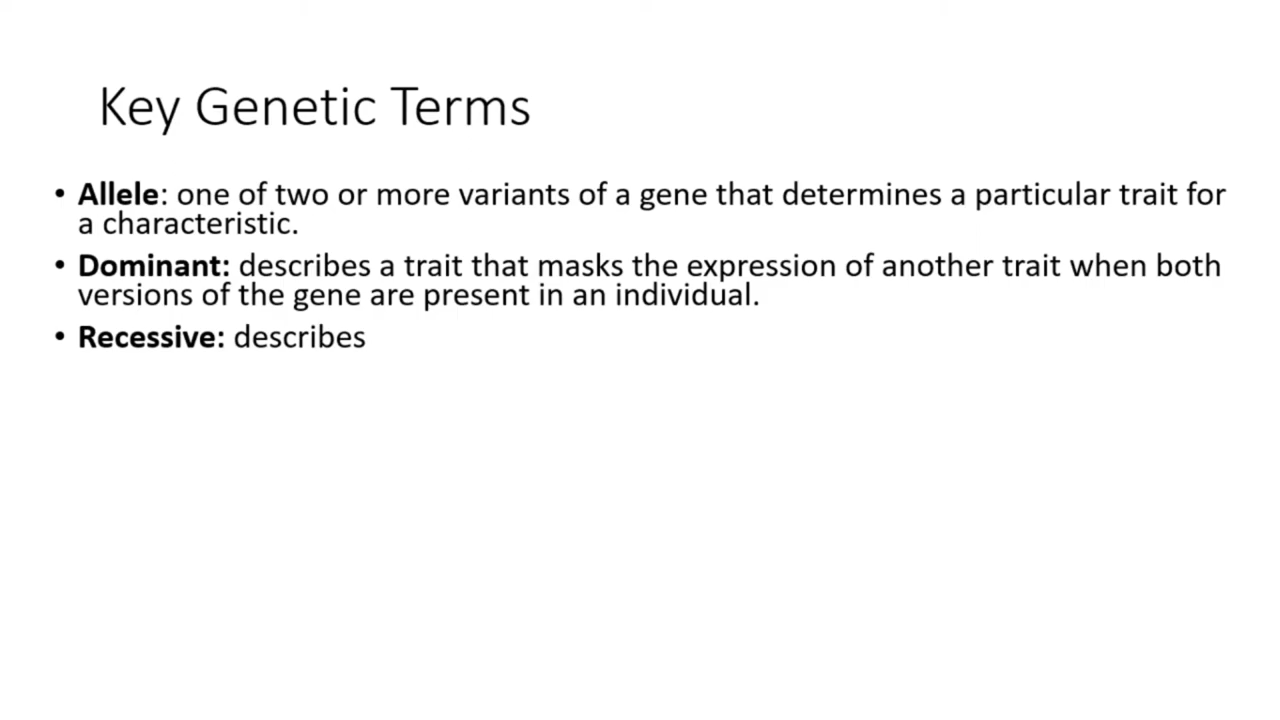 Key Genetic Terms
• Allele: one of two or more variants of a gene that determines a particular trait for
a characteristic.
• Dominant: describes a trait that masks the expression of another trait when both
versions of the gene are present in an individual.
• Recessive: describes